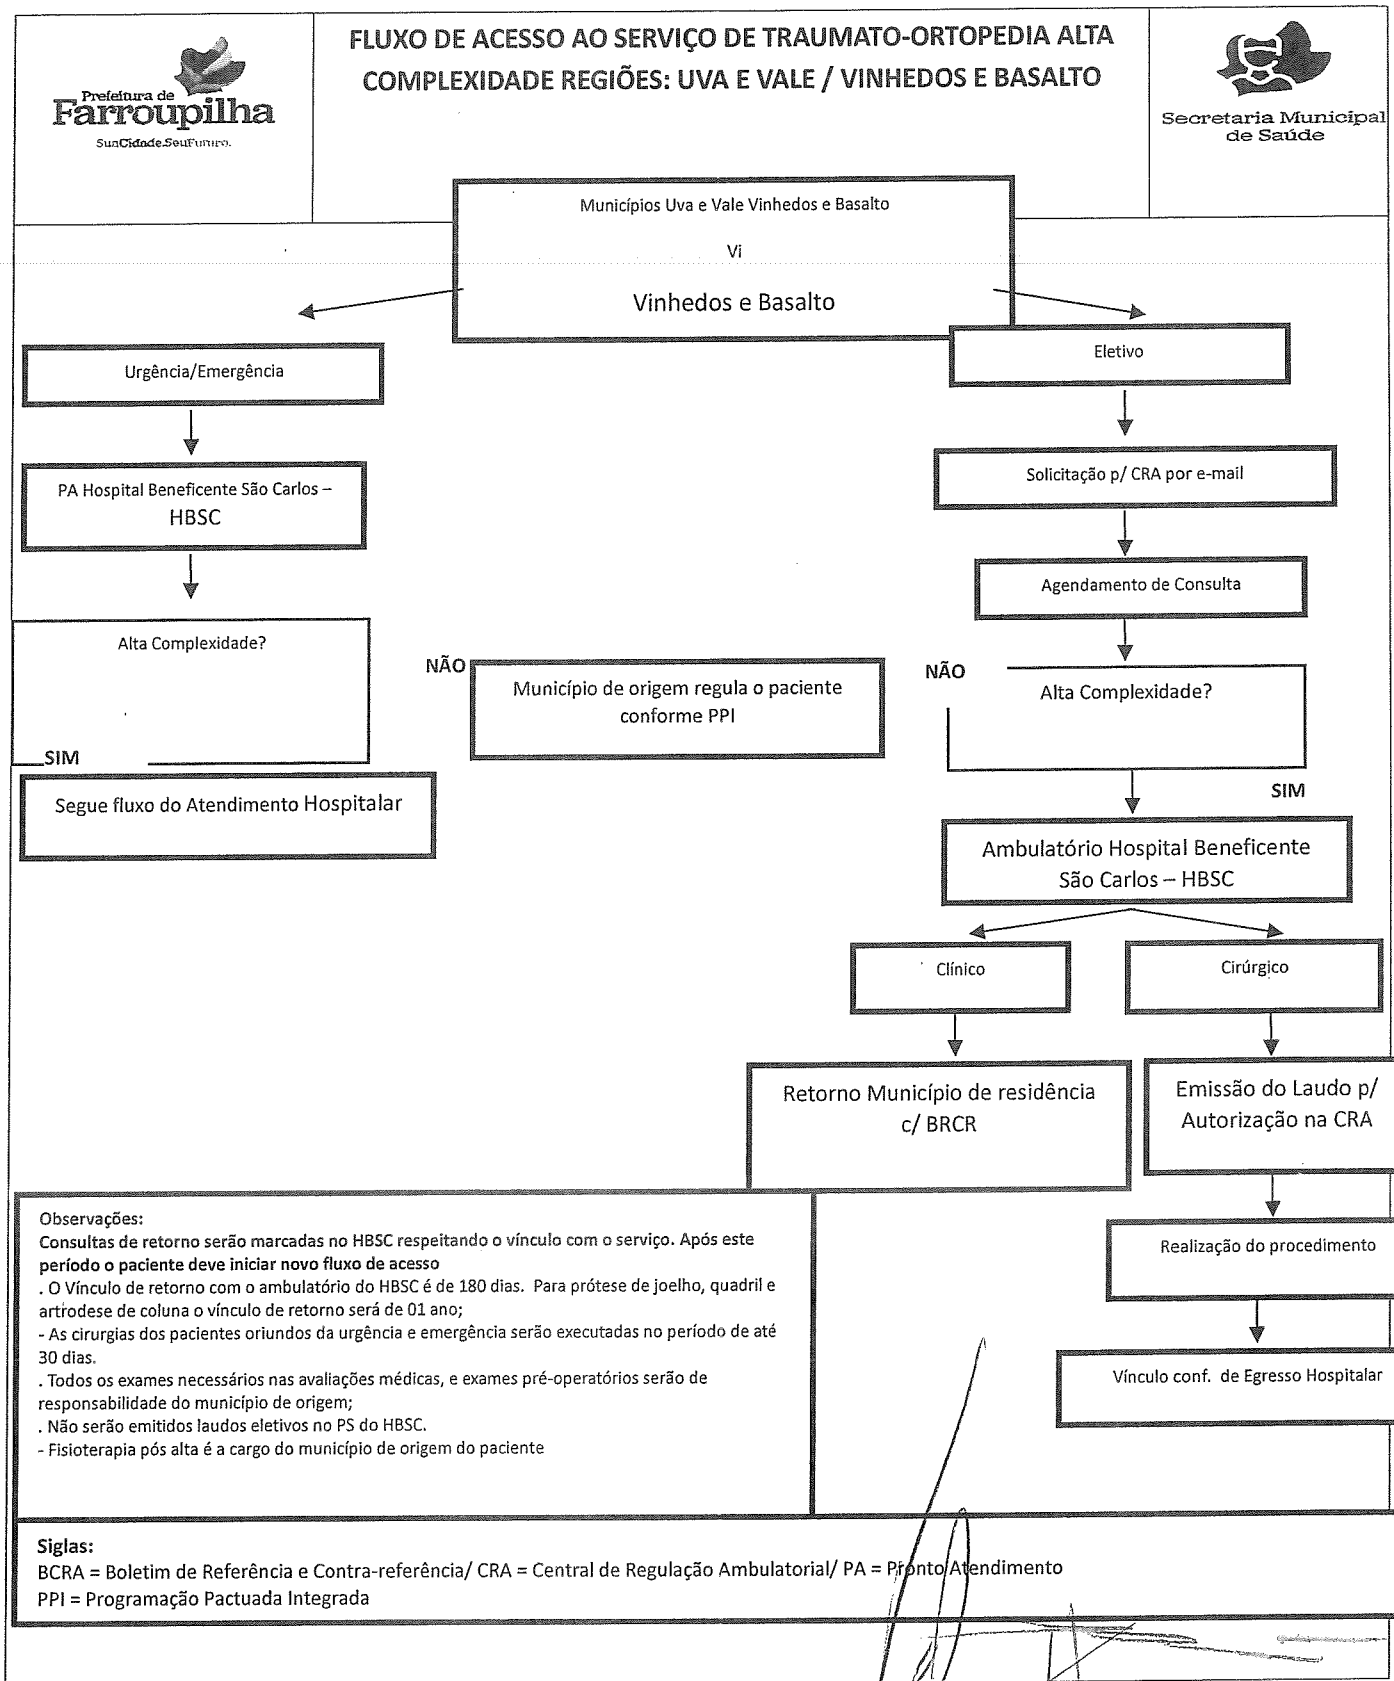 Prefeitura de
Farroupilha
SuaCidade.SeuFuturo.
FLUXO DE ACESSO AO SERVIÇO DE TRAUMATO-ORTOPEDIA ALTA
COMPLEXIDADE REGIÕES: UVA E VALE / VINHEDOS E BASALTO
Secretaria Municipal
de Saúde
Municípios Uva e Vale Vinhedos e Basalto
Vi
Vinhedos e Basalto
Urgência/Emergência
Eletivo
PA Hospital Beneficente São Carlos –
HBSC
Solicitação p/ CRA por e-mail
Agendamento de Consulta
Alta Complexidade?
NÃO
Município de origem regula o paciente
conforme PPI
NÃO
Alta Complexidade?
SIM
SIM
Segue fluxo do Atendimento Hospitalar
Ambulatório Hospital Beneficente
São Carlos – HBSC
Clínico
Cirúrgico
Retorno Município de residência
c/ BRCR
Emissão do Laudo p/
Autorização na CRA
Realização do procedimento
Vínculo conf. de Egresso Hospitalar
Observações:
Consultas de retorno serão marcadas no HBSC respeitando o vínculo com o serviço. Após este
período o paciente deve iniciar novo fluxo de acesso
. O Vínculo de retorno com o ambulatório do HBSC é de 180 dias. Para prótese de joelho, quadril e
artrodese de coluna o vínculo de retorno será de 01 ano;
- As cirurgias dos pacientes oriundos da urgência e emergência serão executadas no período de até
30 dias.
. Todos os exames necessários nas avaliações médicas, e exames pré-operatórios serão de
responsabilidade do município de origem;
. Não serão emitidos laudos eletivos no PS do HBSC.
- Fisioterapia pós alta é a cargo do município de origem do paciente
Siglas:
BCRA = Boletim de Referência e Contra-referência/ CRA = Central de Regulação Ambulatorial/ PA = Pronto Atendimento
PPI = Programação Pactuada Integrada